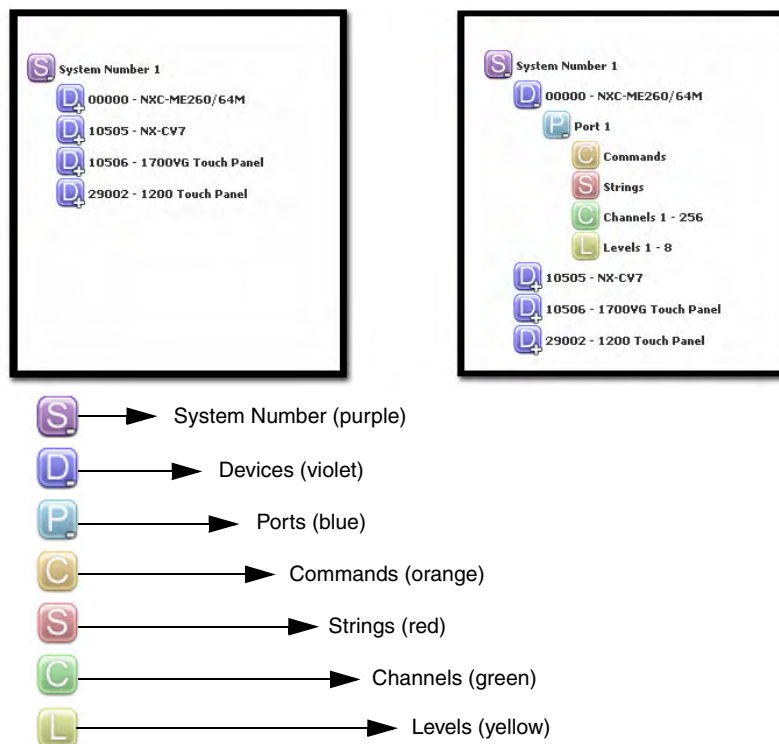 S System Number 1
D 00000 - NXC-ME260/64M
D 10505 - NX-CV7
D 10506 - 1700VG Touch Panel
D 29002 - 1200 Touch Panel
S System Number 1
D 00000 - NXC-ME260/64M
P Port 1
C Commands
S Strings
C Channels 1 - 256
L Levels 1 - 8
D 10505 - NX-CV7
D 10506 - 1700VG Touch Panel
D 29002 - 1200 Touch Panel
S System Number (purple)
D Devices (violet)
P Ports (blue)
C Commands (orange)
S Strings (red)
C Channels (green)
L Levels (yellow)